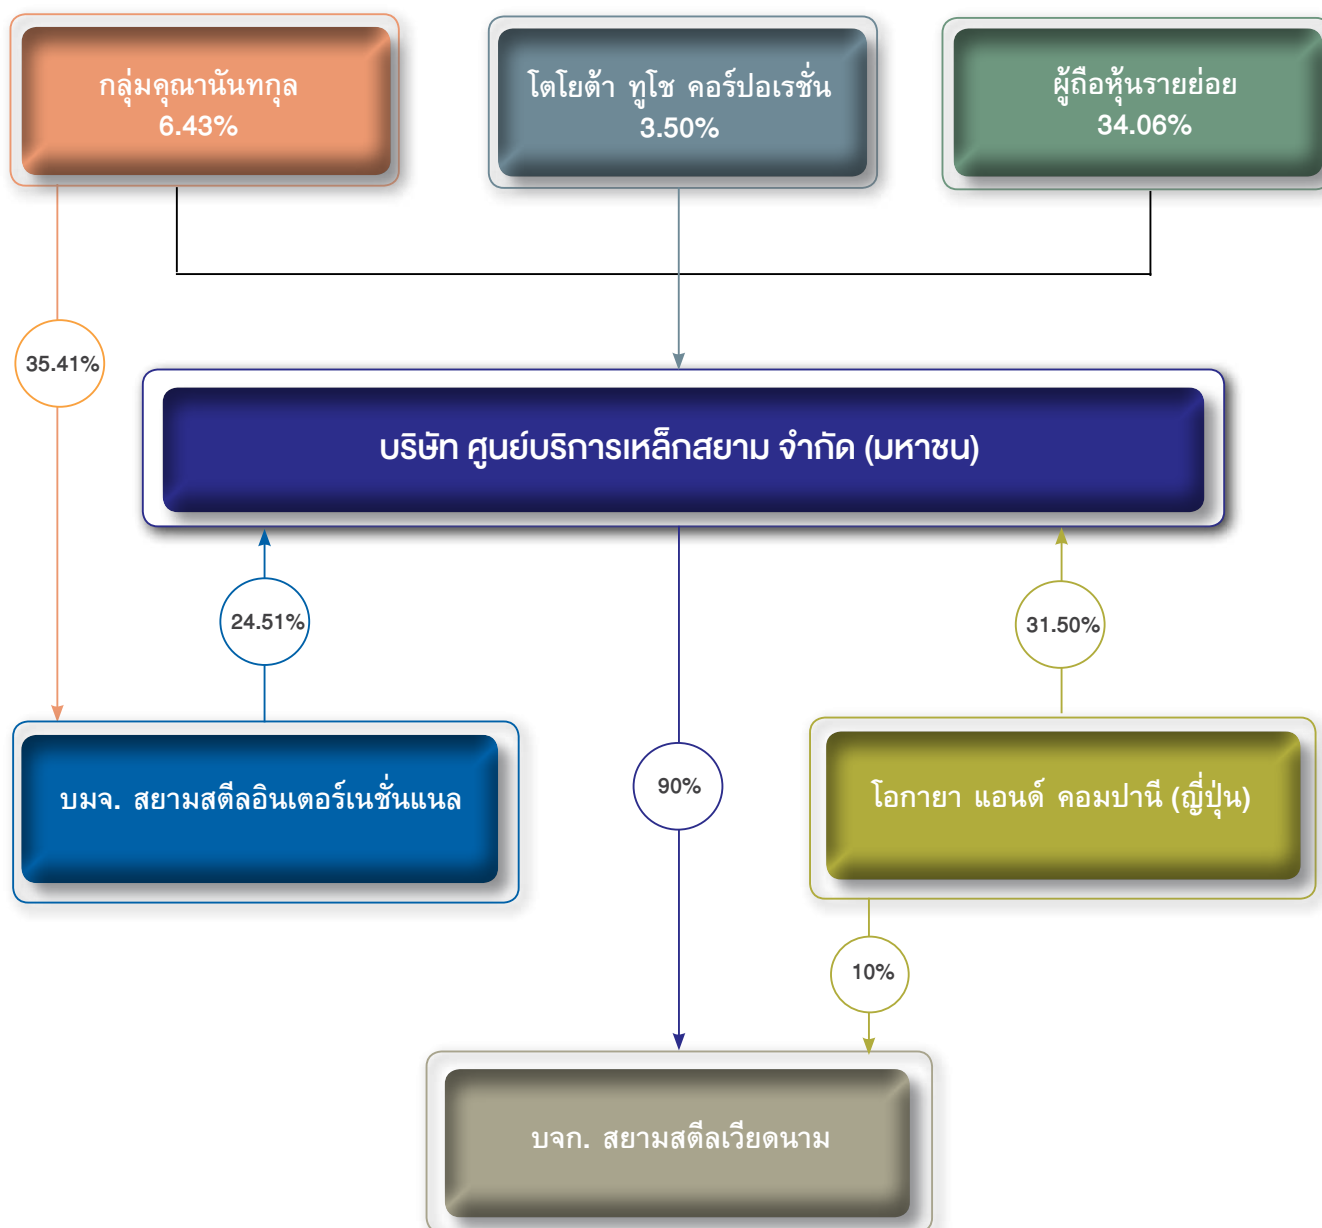 กลุ่มคุณานันทกุล
6.43%
โตโยต้า ทูโช คอร์ปอเรชั่น
3.50%
ผู้ถือหุ้นรายย่อย
34.06%
35.41%
บริษัท ศูนย์บริการเหล็กสยาม จำกัด (มหาชน)
24.51%
31.50%
บมจ. สยามสตีลอินเตอร์เนชั่นแนล
90%
โอกายา แอนด์ คอมปานี (ญี่ปุ่น)
10%
บจก. สยามสตีลเวียดนาม